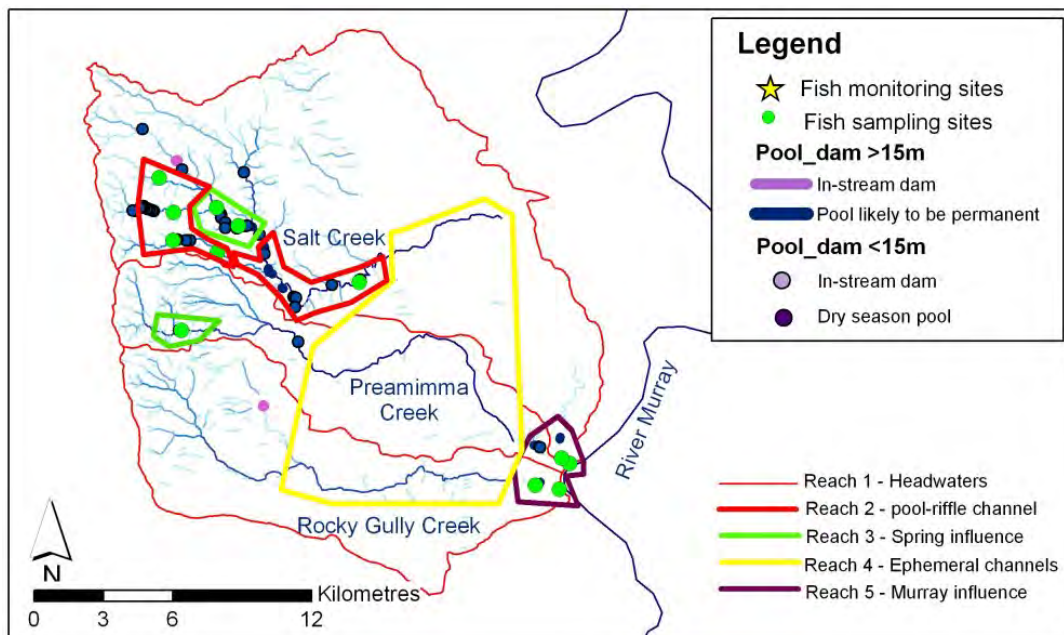 Legend
Fish monitoring sites
Fish sampling sites
Pool_dam >15m
In-stream dam
Pool likely to be permanent
Pool_dam <15m
In-stream dam
Dry season pool
Salt Creek
Preamimma
Creek
River Murray
Rocky Gully Creek
Reach 1 - Headwaters
Reach 2 - pool-riffle channel
Reach 3 - Spring influence
Reach 4 - Ephemeral channels
Reach 5 - Murray influence
N
Kilometres
0 3 6 12